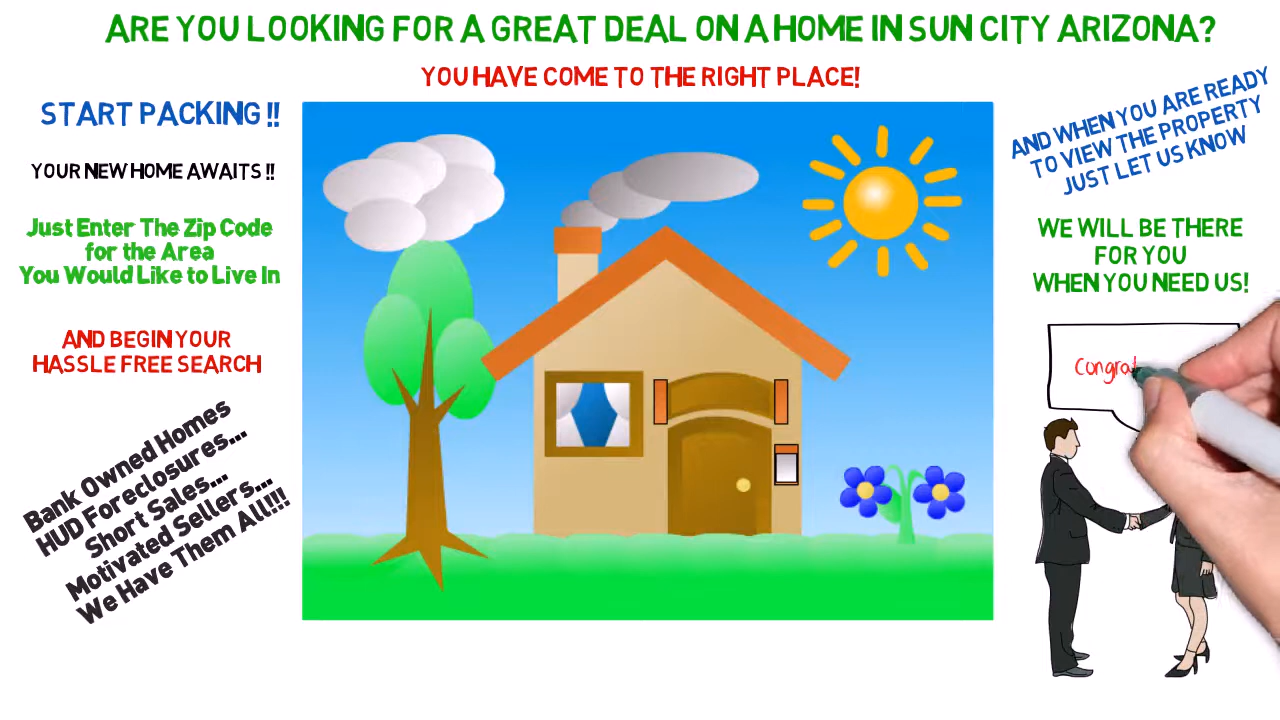 ARE YOU LOOKING FOR A GREAT DEAL ON A HOME IN SUN CITY ARIZONA?
YOU HAVE COME TO THE RIGHT PLACE!
START PACKING !!
YOUR NEW HOME AWAITS !!
Just Enter The Zip Code
for the Area
You Would Like to Live In
AND BEGIN YOUR
HASSLE FREE SEARCH
Bank Owned Homes
HUD Foreclosures...
Short Sales...
Motivated Sellers...
We Have Them All!!!
AND WHEN YOU ARE READY
TO VIEW THE PROPERTY
JUST LET US KNOW
WE WILL BE THERE
FOR YOU
WHEN YOU NEED US!
Congrat